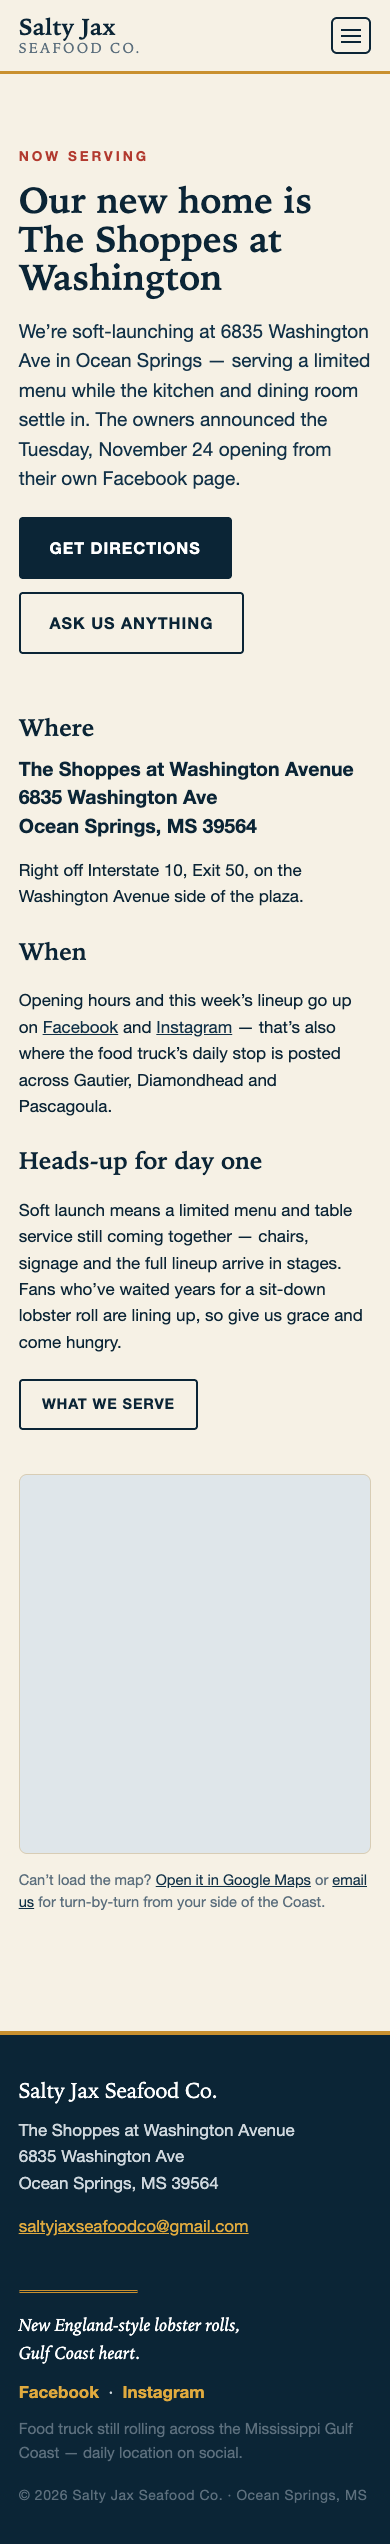 Salty Jax
SEAFOOD CO.
NOW SERVING
Our new home is
The Shoppes at
Washington
We’re soft-launching at 6835 Washington
Ave in Ocean Springs — serving a limited
menu while the kitchen and dining room
settle in. The owners announced the
Tuesday, November 24 opening from
their own Facebook page.
GET DIRECTIONS
ASK US ANYTHING
Where
The Shoppes at Washington Avenue
6835 Washington Ave
Ocean Springs, MS 39564
Right off Interstate 10, Exit 50, on the
Washington Avenue side of the plaza.
When
Opening hours and this week’s lineup go up
on Facebook and Instagram — that’s also
where the food truck’s daily stop is posted
across Gautier, Diamondhead and
Pascagoula.
Heads-up for day one
Soft launch means a limited menu and table
service still coming together — chairs,
signage and the full lineup arrive in stages.
Fans who’ve waited years for a sit-down
lobster roll are lining up, so give us grace and
come hungry.
WHAT WE SERVE
Can’t load the map? Open it in Google Maps or email
us for turn-by-turn from your side of the Coast.
Salty Jax Seafood Co.
The Shoppes at Washington Avenue
6835 Washington Ave
Ocean Springs, MS 39564
saltyjaxseafoodco@gmail.com
New England-style lobster rolls,
Gulf Coast heart.
Facebook · Instagram
Food truck still rolling across the Mississippi Gulf
Coast — daily location on social.
© 2026 Salty Jax Seafood Co. · Ocean Springs, MS